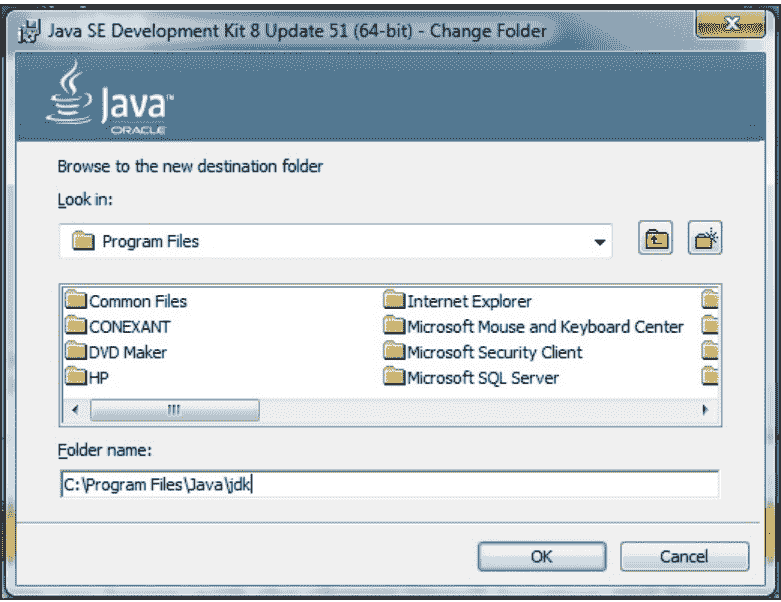 Java SE Development Kit 8 Update 51 (64-bit) - Change Folder
Java™
ORACLE
Browse to the new destination folder
Look in:
Program Files
Common Files
Internet Explorer
CONEXANT
Microsoft Mouse and Keyboard Center
DVD Maker
Microsoft Security Client
HP
Microsoft SQL Server
Folder name:
C:\Program Files\Java\jdk
OK
Cancel